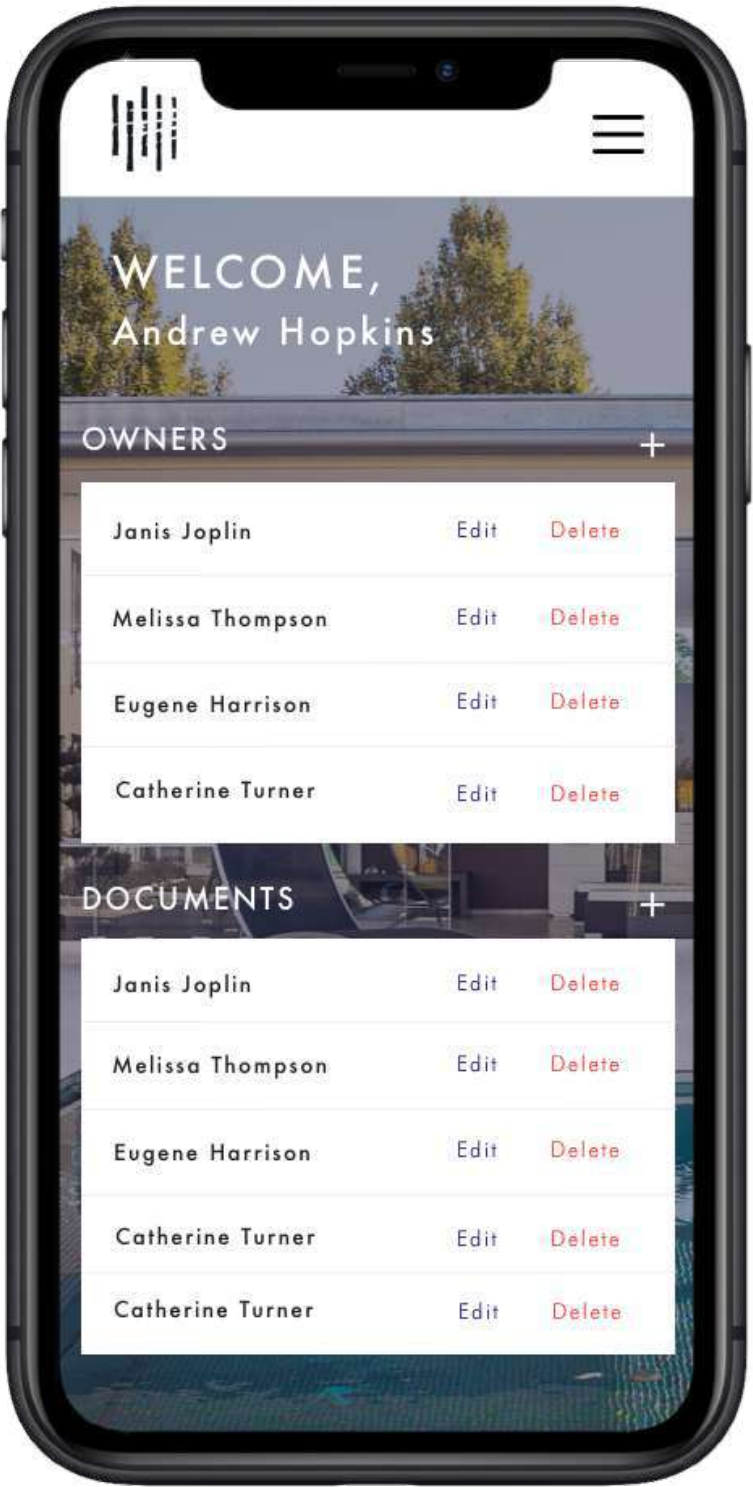 WELCOME,
Andrew Hopkins
OWNERS +
Janis Joplin Edit Delete
Melissa Thompson Edit Delete
Eugene Harrison Edit Delete
Catherine Turner Edit Delete
DOCUMENTS +
Janis Joplin Edit Delete
Melissa Thompson Edit Delete
Eugene Harrison Edit Delete
Catherine Turner Edit Delete
Catherine Turner Edit Delete